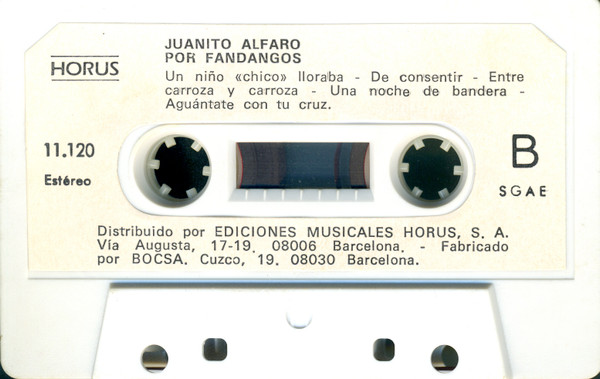 HORUS
JUANITO ALFARO
POR FANDANGOS
Un niño «chico» lloraba - De consentir - Entre
carroza y carroza - Una noche de bandera -
Aguántate con tu cruz.
11.120
Estéreo
B
SGAE
Distribuido por EDICIONES MUSICALES HORUS, S. A.
Vía Augusta, 17-19. 08006 Barcelona. - Fabricado
por BOCSA. Cuzco, 19. 08030 Barcelona.